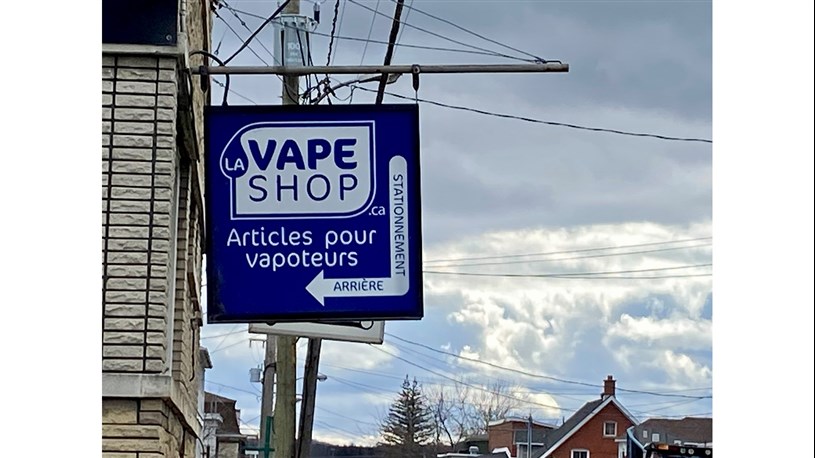 LA VAPE
SHOP
.ca
Articles pour
vapoteurs
STATIONNEMENT
ARRIÈRE